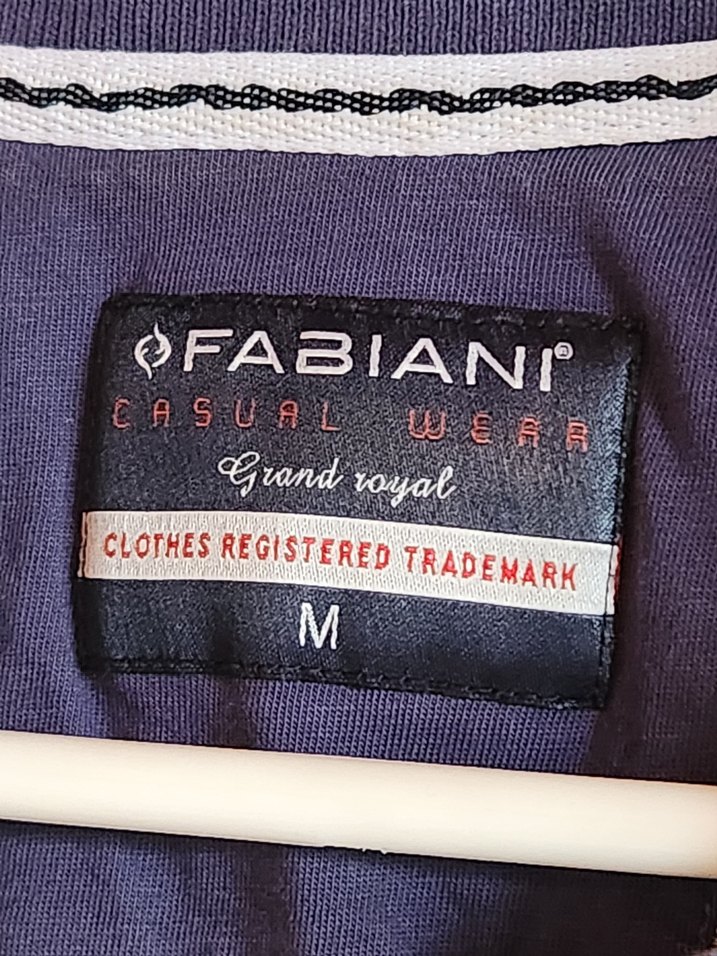 FABIANI®
CASUAL WEAR
Grand royal
CLOTHES REGISTERED TRADEMARK
M